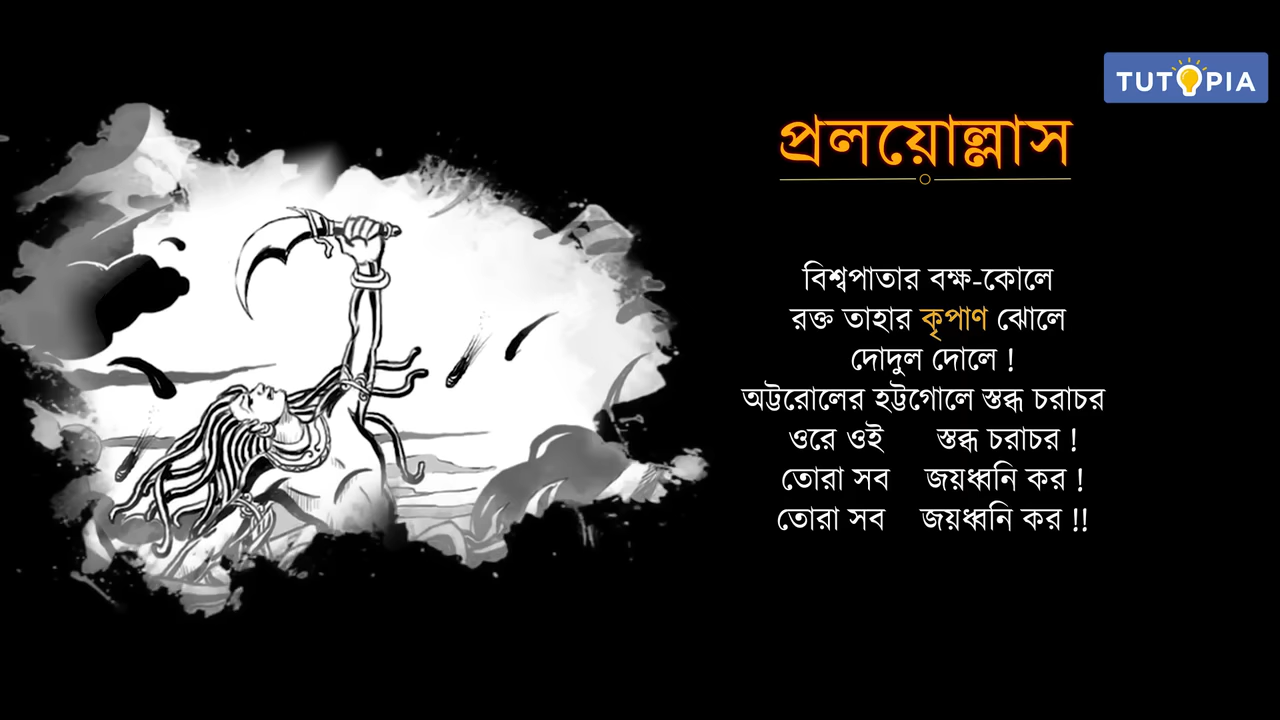 TUTOPIA
প্রলয়োল্লাস
বিশ্বপাতার বক্ষ-কোলে
রক্ত তাহার কৃপাণ ঝোলে
দোদুল দোলে !
অট্টরোলের হট্টগোলে স্তব্ধ চরাচর
ওরে ওই স্তব্ধ চরাচর !
তোরা সব জয়ধ্বনি কর !
তোরা সব জয়ধ্বনি কর !!